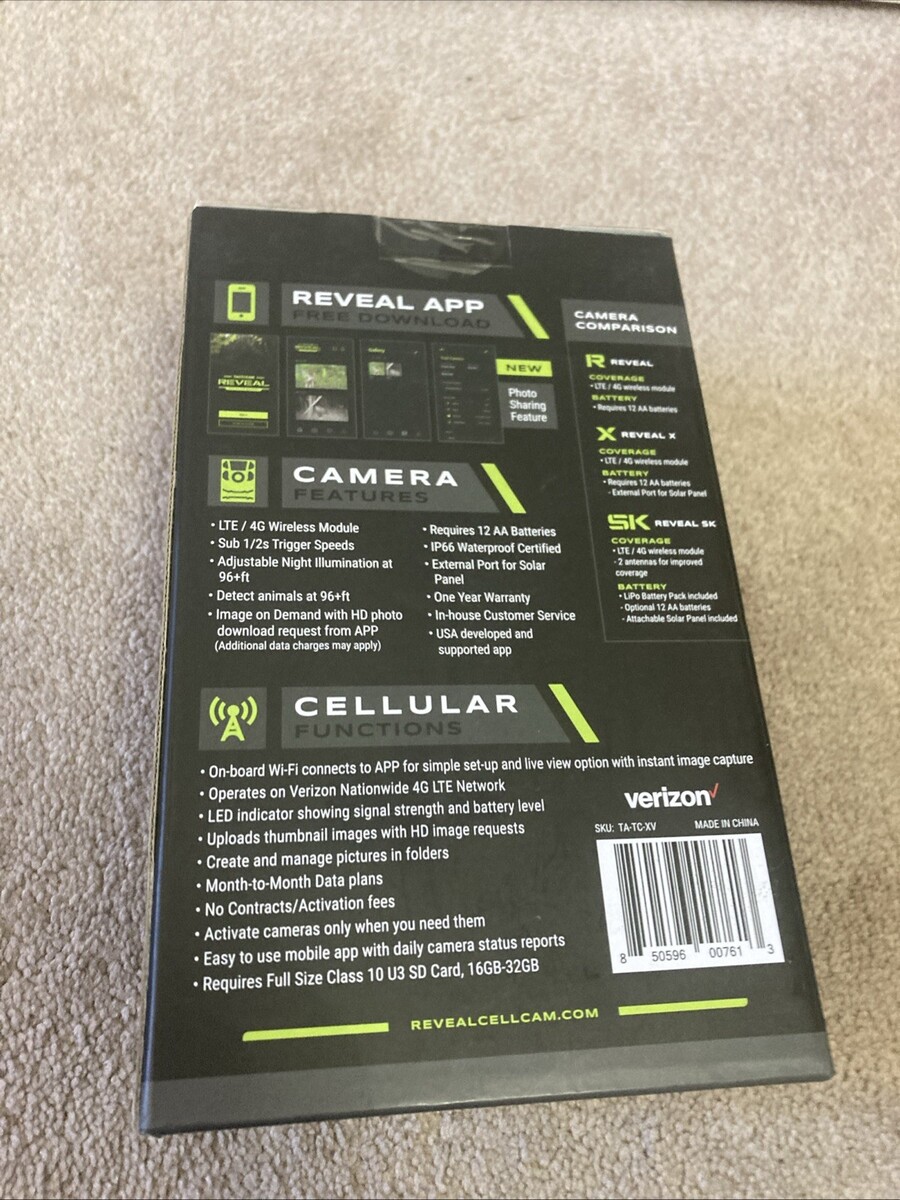 REVEAL APP
FREE DOWNLOAD
REVEAL
Gallery
NEW
Photo
Sharing
Feature
CAMERA
COMPARISON
R REVEAL
COVERAGE
• LTE / 4G wireless module
BATTERY
• Requires 12 AA batteries
X REVEAL X
COVERAGE
• LTE / 4G wireless module
BATTERY
• Requires 12 AA batteries
- External Port for Solar Panel
SK REVEAL SK
COVERAGE
• LTE / 4G wireless module
- 2 antennas for improved
coverage
BATTERY
• LiPo Battery Pack included
- Optional 12 AA batteries
- Attachable Solar Panel included
CAMERA
FEATURES
• LTE / 4G Wireless Module
• Sub 1/2s Trigger Speeds
• Adjustable Night Illumination at
96+ft
• Detect animals at 96+ft
• Image on Demand with HD photo
download request from APP
(Additional data charges may apply)
• Requires 12 AA Batteries
• IP66 Waterproof Certified
• External Port for Solar
Panel
• One Year Warranty
• In-house Customer Service
• USA developed and
supported app
CELLULAR
FUNCTIONS
• On-board Wi-Fi connects to APP for simple set-up and live view option with instant image capture
• Operates on Verizon Nationwide 4G LTE Network
• LED indicator showing signal strength and battery level
• Uploads thumbnail images with HD image requests
• Create and manage pictures in folders
• Month-to-Month Data plans
• No Contracts/Activation fees
• Activate cameras only when you need them
• Easy to use mobile app with daily camera status reports
• Requires Full Size Class 10 U3 SD Card, 16GB-32GB
verizon✓
SKU: TA-TC-XV MADE IN CHINA
8 50596 00761 3
REVEALCELLCAM.COM